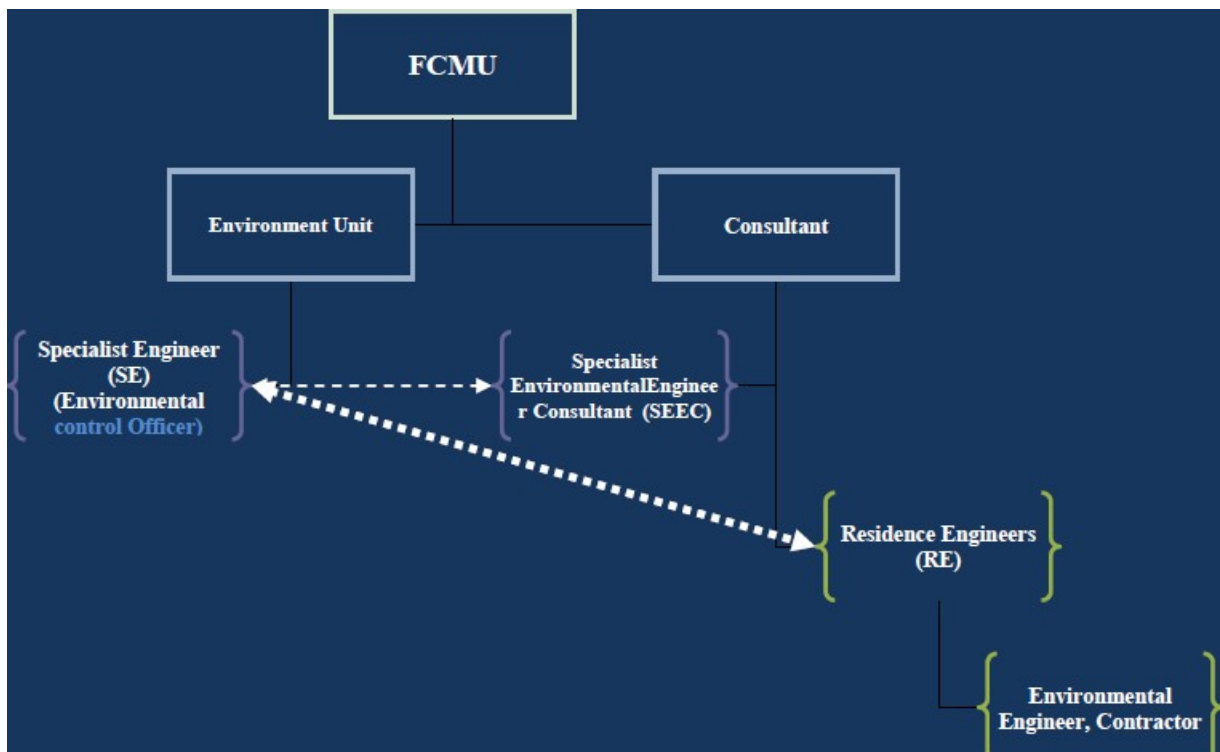 FCMU
Environment Unit
Consultant
Specialist Engineer
(SE)
(Environmental
control Officer)
Specialist
EnvironmentalEnginee
r Consultant (SEEC)
Residence Engineers
(RE)
Environmental
Engineer, Contractor